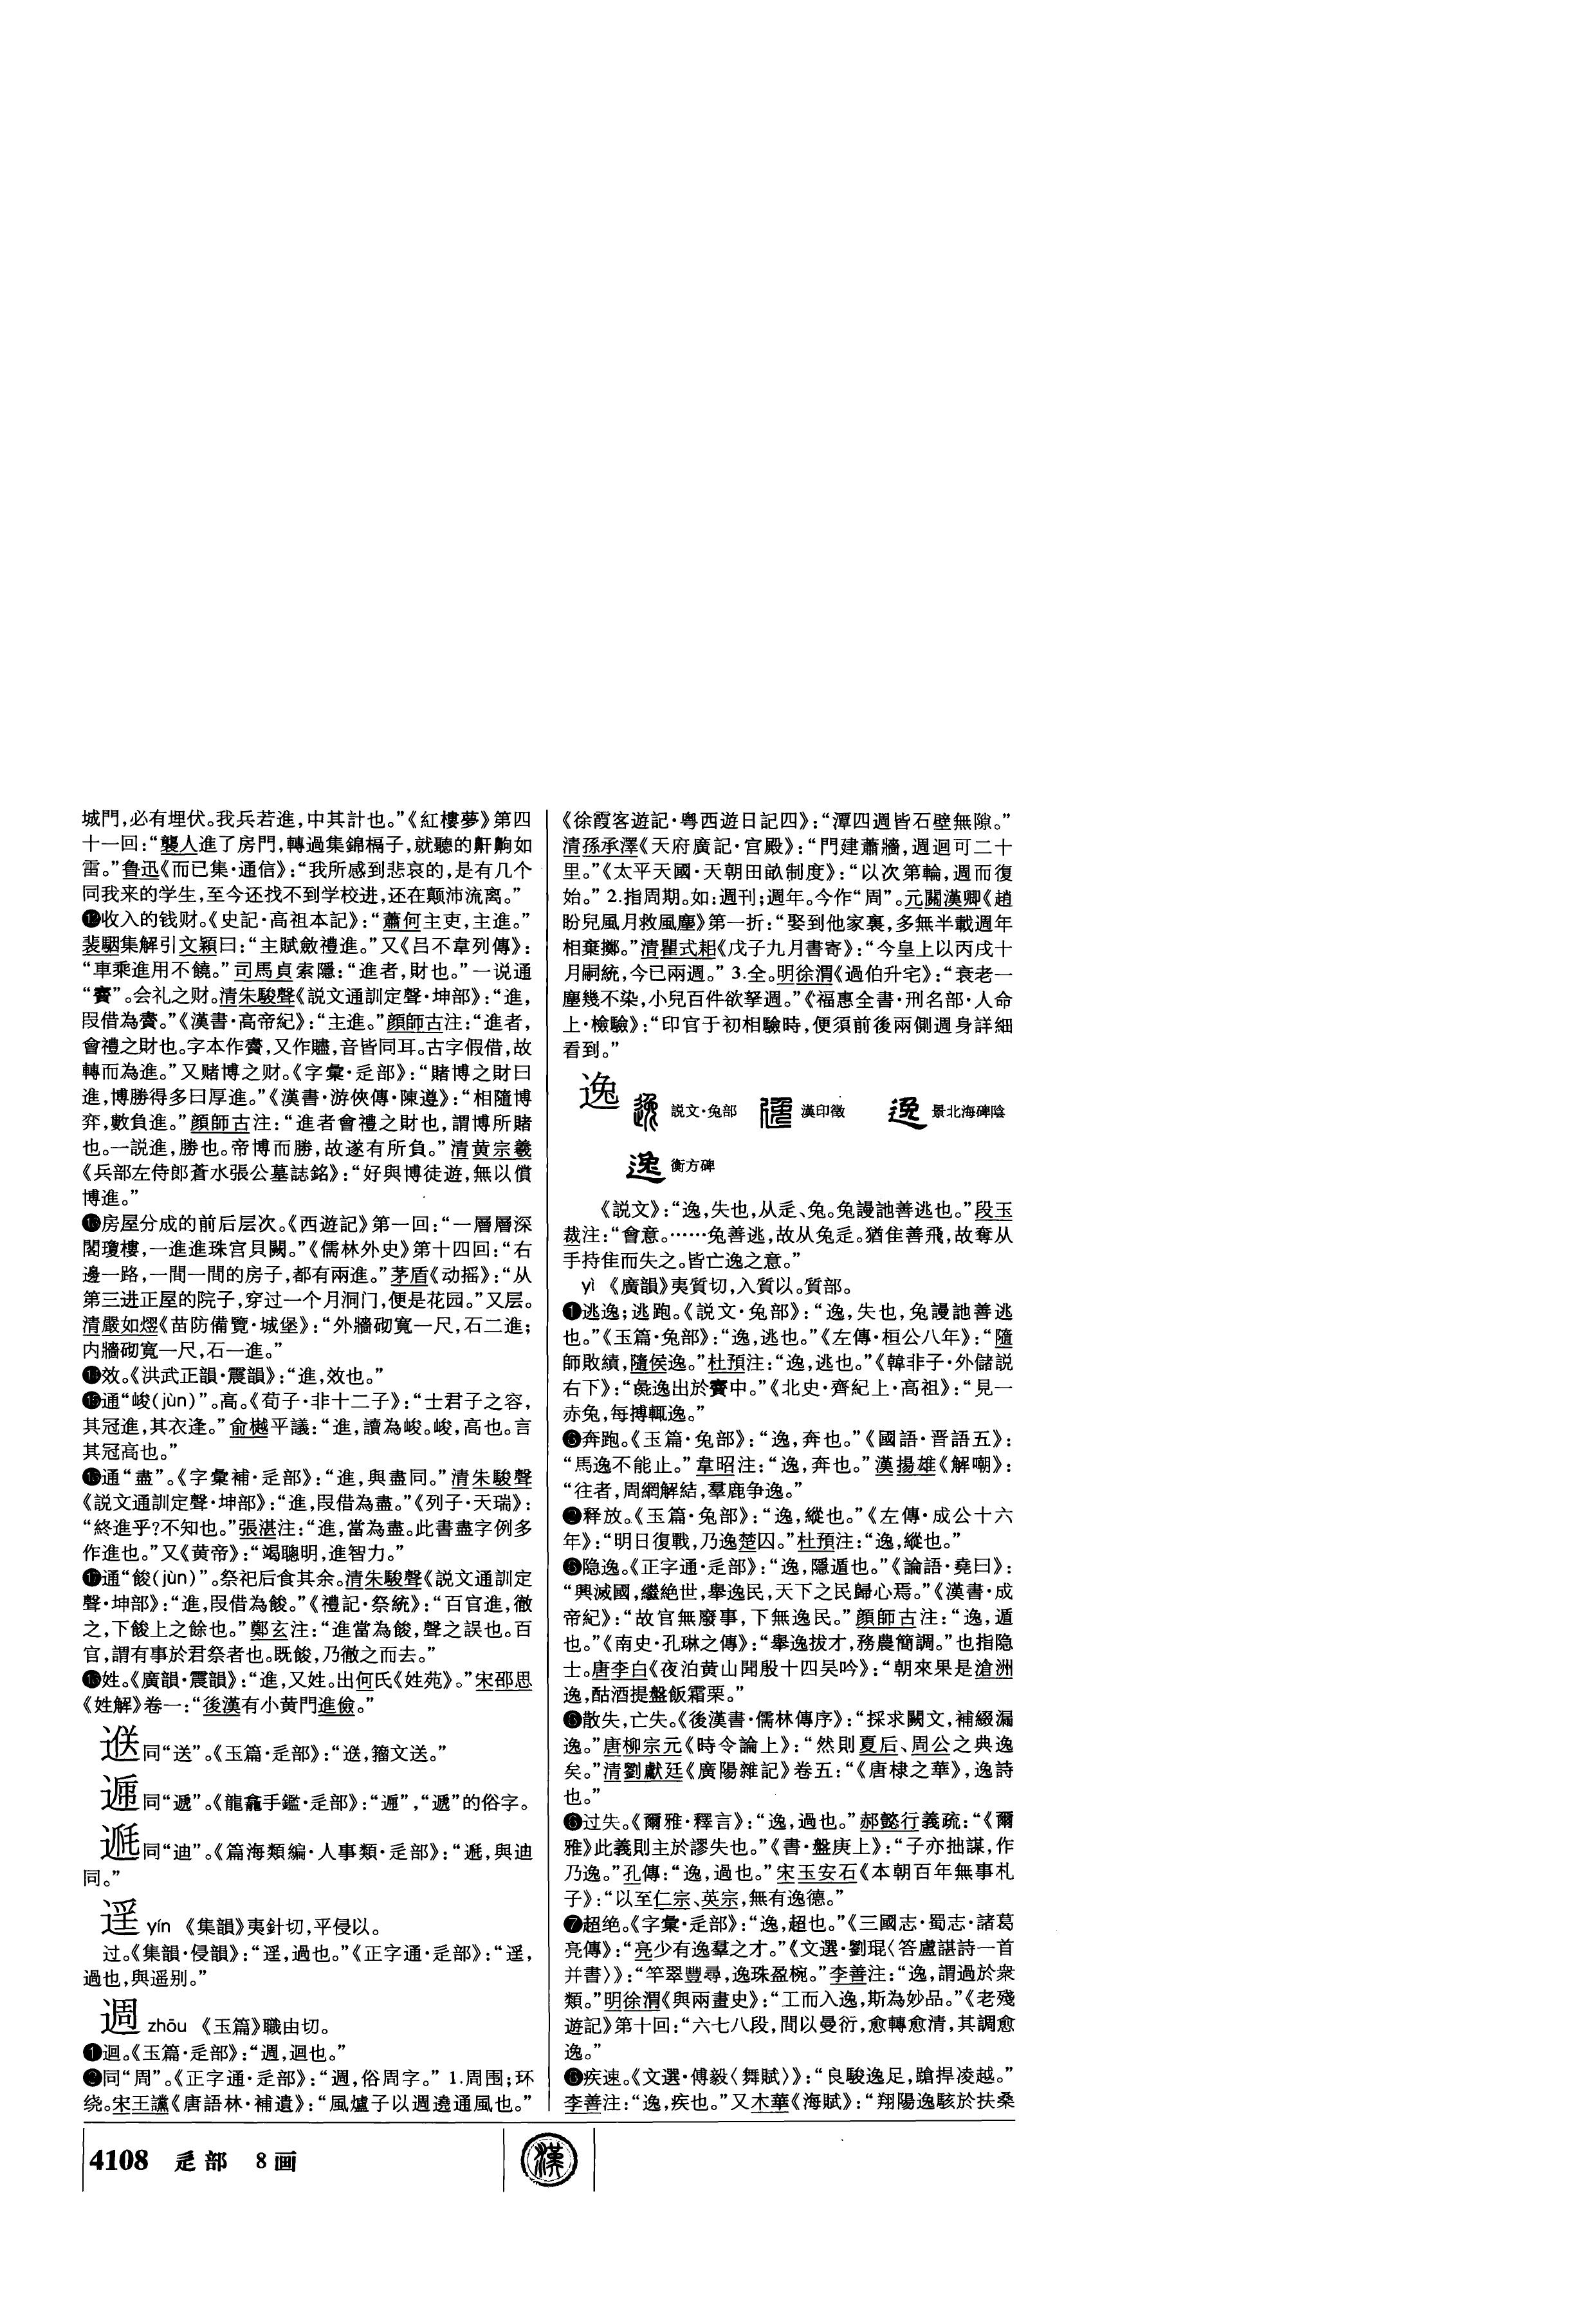 城門,必有埋伏。我兵若進,中其計也。”《紅樓夢》第四
十一回:“襲人進了房門,轉過集錦槅子,就聽的鼾齁如
雷。”鲁迅《而已集·通信》:“我所感到悲哀的,是有几个
同我来的学生,至今还找不到学校进,还在颠沛流离。”
⓬收入的钱财。《史記·高祖本記》:“蕭何主吏,主進。”
裴駰集解引文穎曰:“主賦斂禮進。”又《吕不韋列傳》:
“車乘進用不饒。”司馬貞索隱:“進者,財也。”一说通
“賮”。会礼之财。清朱駿聲《説文通訓定聲·坤部》:“進,
叚借為賮。”《漢書·高帝紀》:“主進。”顔師古注:“進者,
會禮之財也。字本作賮,又作贐,音皆同耳。古字假借,故
轉而為進。”又赌博之财。《字彙·辵部》:“賭博之財曰
進,博勝得多曰厚進。”《漢書·游俠傳·陳遵》:“相隨博
弈,數負進。”顔師古注:“進者會禮之財也,謂博所賭
也。一説進,勝也。帝博而勝,故遂有所負。”清黄宗羲
《兵部左侍郎蒼水張公墓誌銘》:“好與博徒遊,無以償
博進。”
⓭房屋分成的前后层次。《西遊記》第一回:“一層層深
閣瓊樓,一進進珠宫貝闕。”《儒林外史》第十四回:“右
邊一路,一間一間的房子,都有兩進。”茅盾《动摇》:“从
第三进正屋的院子,穿过一个月洞门,便是花园。”又层。
清嚴如熤《苗防備覽·城堡》:“外牆砌寬一尺,石二進;
内牆砌寬一尺,石一進。”
⓮效。《洪武正韻·震韻》:“進,效也。”
⓯通“峻(jùn)”。高。《荀子·非十二子》:“士君子之容,
其冠進,其衣逢。”俞樾平議:“進,讀為峻。峻,高也。言
其冠高也。”
⓰通“盡”。《字彙補·辵部》:“進,與盡同。”清朱駿聲
《説文通訓定聲·坤部》:“進,叚借為盡。”《列子·天瑞》:
“終進乎?不知也。”張湛注:“進,當為盡。此書盡字例多
作進也。”又《黄帝》:“竭聰明,進智力。”
⓱通“餕(jùn)”。祭祀后食其余。清朱駿聲《説文通訓定
聲·坤部》:“進,叚借為餕。”《禮記·祭統》:“百官進,徹
之,下餕上之餘也。”鄭玄注:“進當為餕,聲之誤也。百
官,謂有事於君祭者也。既餕,乃徹之而去。”
⓲姓。《廣韻·震韻》:“進,又姓。出何氏《姓苑》。”宋邵思
《姓解》卷一:“後漢有小黄門進儉。”
同“送”。《玉篇·辵部》:“,籀文送。”
同“遞”。《龍龕手鑑·辵部》:“”,“遞”的俗字。
同“迪”。《篇海類編·人事類·辵部》:“,與迪
同。”
yín 《集韻》夷針切,平侵以。
过。《集韻·侵韻》:“,過也。”《正字通·辵部》:“,
過也,與遥别。”
週 zhōu 《玉篇》職由切。
❶迴。《玉篇·辵部》:“週,迴也。”
❷同“周”。《正字通·辵部》:“週,俗周字。” 1.周围;环
绕。宋王讜《唐語林·補遺》:“風爐子以週遶通風也。”
《徐霞客遊記·粤西遊日記四》:“潭四週皆石壁無隙。”
清孫承澤《天府廣記·宫殿》:“門建蕭牆,週迴可二十
里。”《太平天國·天朝田畝制度》:“以次第輪,週而復
始。” 2.指周期。如:週刊;週年。今作“周”。元關漢卿《趙
盼兒風月救風塵》第一折:“娶到他家裏,多無半載週年
相棄擲。”清瞿式耜《戊子九月書寄》:“今皇上以丙戌十
月嗣統,今已兩週。” 3.全。明徐渭《過伯升宅》:“衰老一
塵幾不染,小兒百件欲拏週。”《福惠全書·刑名部·人命
上·檢驗》:“印官于初相驗時,便須前後兩側週身詳細
看到。”
逸 説文·兔部 漢印徵 景北海碑陰
衡方碑
《説文》:“逸,失也,从辵、兔。兔謾訑善逃也。”段玉
裁注:“會意。……兔善逃,故从兔辵。猶隹善飛,故奪从
手持隹而失之。皆亡逸之意。”
yì 《廣韻》夷質切,入質以。質部。
❶逃逸;逃跑。《説文·兔部》:“逸,失也,兔謾訑善逃
也。”《玉篇·兔部》:“逸,逃也。”《左傳·桓公八年》:“隨
師敗績,隨侯逸。”杜預注:“逸,逃也。”《韓非子·外儲説
右下》:“彘逸出於竇中。”《北史·齊紀上·高祖》:“見一
赤兔,每搏輒逸。”
❸奔跑。《玉篇·兔部》:“逸,奔也。”《國語·晋語五》:
“馬逸不能止。”韋昭注:“逸,奔也。”漢揚雄《解嘲》:
“往者,周網解結,羣鹿争逸。”
❷释放。《玉篇·兔部》:“逸,縱也。”《左傳·成公十六
年》:“明日復戰,乃逸楚囚。”杜預注:“逸,縱也。”
隐逸。《正字通·辵部》:“逸,隱遁也。”《論語·堯曰》:
“興滅國,繼絶世,舉逸民,天下之民歸心焉。”《漢書·成
帝紀》:“故官無廢事,下無逸民。”顔師古注:“逸,遁
也。”《南史·孔琳之傳》:“舉逸拔才,務農簡調。”也指隐
士。唐李白《夜泊黄山聞殷十四吴吟》:“朝來果是滄洲
逸,酤酒提盤飯霜栗。”
散失,亡失。《後漢書·儒林傳序》:“採求闕文,補綴漏
逸。”唐柳宗元《時令論上》:“然則夏后、周公之典逸
矣。”清劉獻廷《廣陽雜記》卷五:“《唐棣之華》,逸詩
也。”
过失。《爾雅·釋言》:“逸,過也。”郝懿行義疏:“《爾
雅》此義則主於謬失也。”《書·盤庚上》:“予亦拙謀,作
乃逸。”孔傳:“逸,過也。”宋王安石《本朝百年無事札
子》:“以至仁宗、英宗,無有逸德。”
❼超绝。《字彙·辵部》:“逸,超也。”《三國志·蜀志·諸葛
亮傳》:“亮少有逸羣之才。”《文選·劉琨〈答盧諶詩一首
并書〉》:“竿翠豐尋,逸珠盈椀。”李善注:“逸,謂過於衆
類。”明徐渭《與兩畫史》:“工而入逸,斯為妙品。”《老殘
遊記》第十回:“六七八段,間以曼衍,愈轉愈清,其調愈
逸。”
疾速。《文選·傅毅〈舞賦〉》:“良駿逸足,蹌捍凌越。”
李善注:“逸,疾也。”又木華《海賦》:“翔陽逸駭於扶桑
4108 辵部 8画
漢